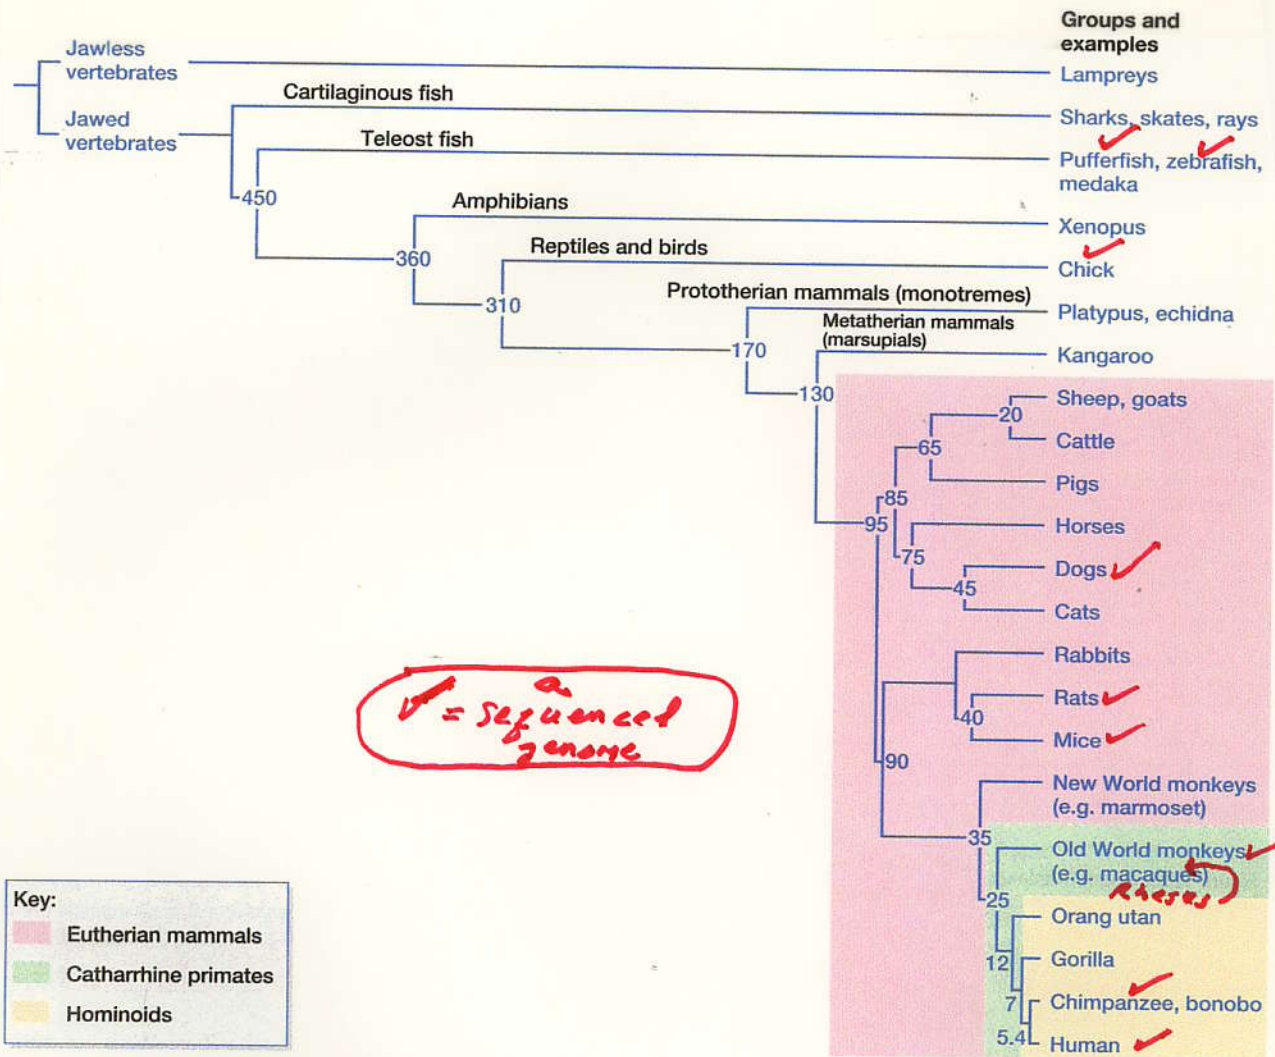 Groups and
examples
Jawless
vertebrates
Lampreys
Cartilaginous fish
Jawed
vertebrates
Sharks, skates, rays
Teleost fish
Pufferfish, zebrafish,
medaka
450
Amphibians
Xenopus
360
Reptiles and birds
Chick
310
Prototherian mammals (monotremes)
Platypus, echidna
Metatherian mammals
(marsupials)
170
Kangaroo
130
Sheep, goats
20
Cattle
65
Pigs
85
95
Horses
75
Dogs
45
Cats
Rabbits
Rats
40
Mice
90
a
✓ = sequenced
genome
New World monkeys
(e.g. marmoset)
35
Old World monkeys
(e.g. macaques)
Rhesus
25
Orang utan
12
Gorilla
7
Chimpanzee, bonobo
5.4
Human
Key:
Eutherian mammals
Catharrhine primates
Hominoids